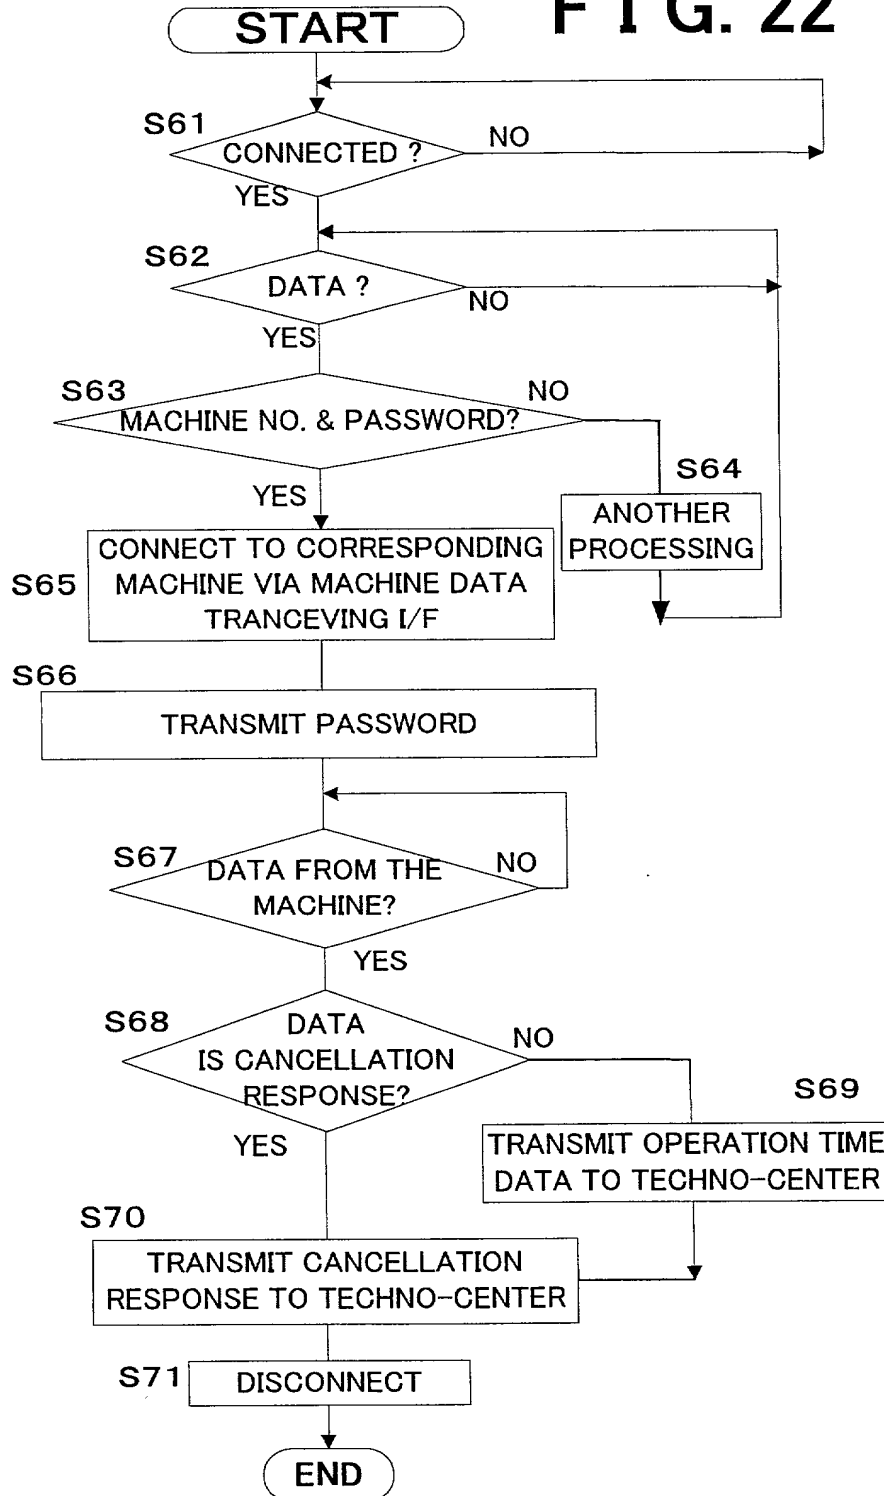 FIG. 22
START
S61
CONNECTED ?
NO
YES
S62
DATA ?
NO
YES
S63
MACHINE NO. & PASSWORD?
NO
YES
S64
ANOTHER
PROCESSING
S65
CONNECT TO CORRESPONDING
MACHINE VIA MACHINE DATA
TRANCEVING I/F
S66
TRANSMIT PASSWORD
S67
DATA FROM THE
MACHINE?
NO
YES
S68
DATA
IS CANCELLATION
RESPONSE?
NO
YES
S69
TRANSMIT OPERATION TIME
DATA TO TECHNO-CENTER
S70
TRANSMIT CANCELLATION
RESPONSE TO TECHNO-CENTER
S71
DISCONNECT
END